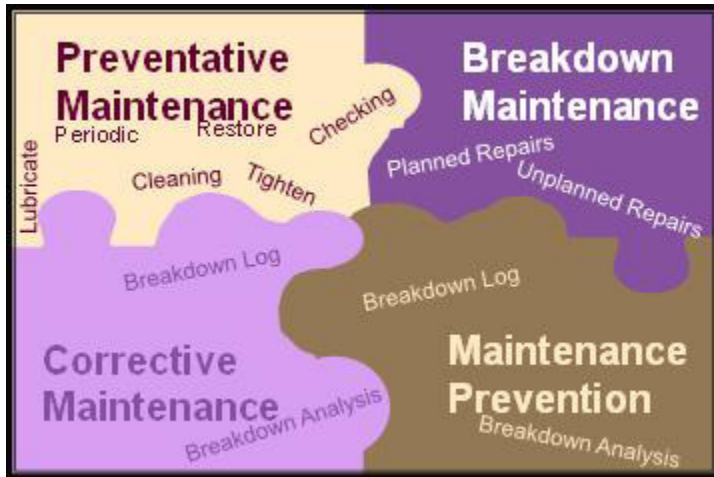 Preventative
Maintenance
Periodic
Restore
Checking
Lubricate
Cleaning
Tighten
Breakdown
Maintenance
Planned Repairs
Unplanned Repairs
Breakdown Log
Corrective
Maintenance
Breakdown Analysis
Breakdown Log
Maintenance
Prevention
Breakdown Analysis